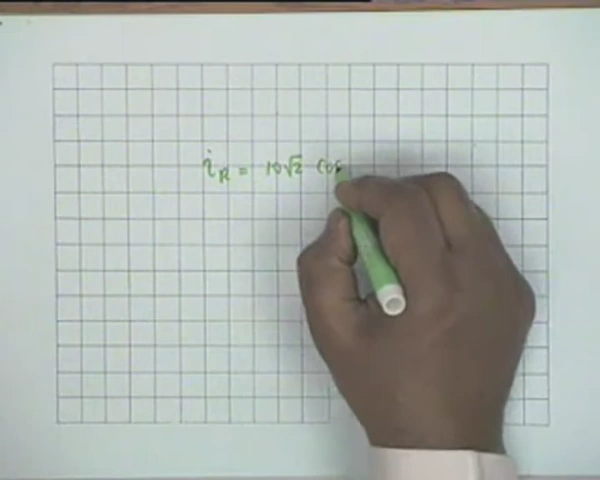 i_R = 10√2 cos